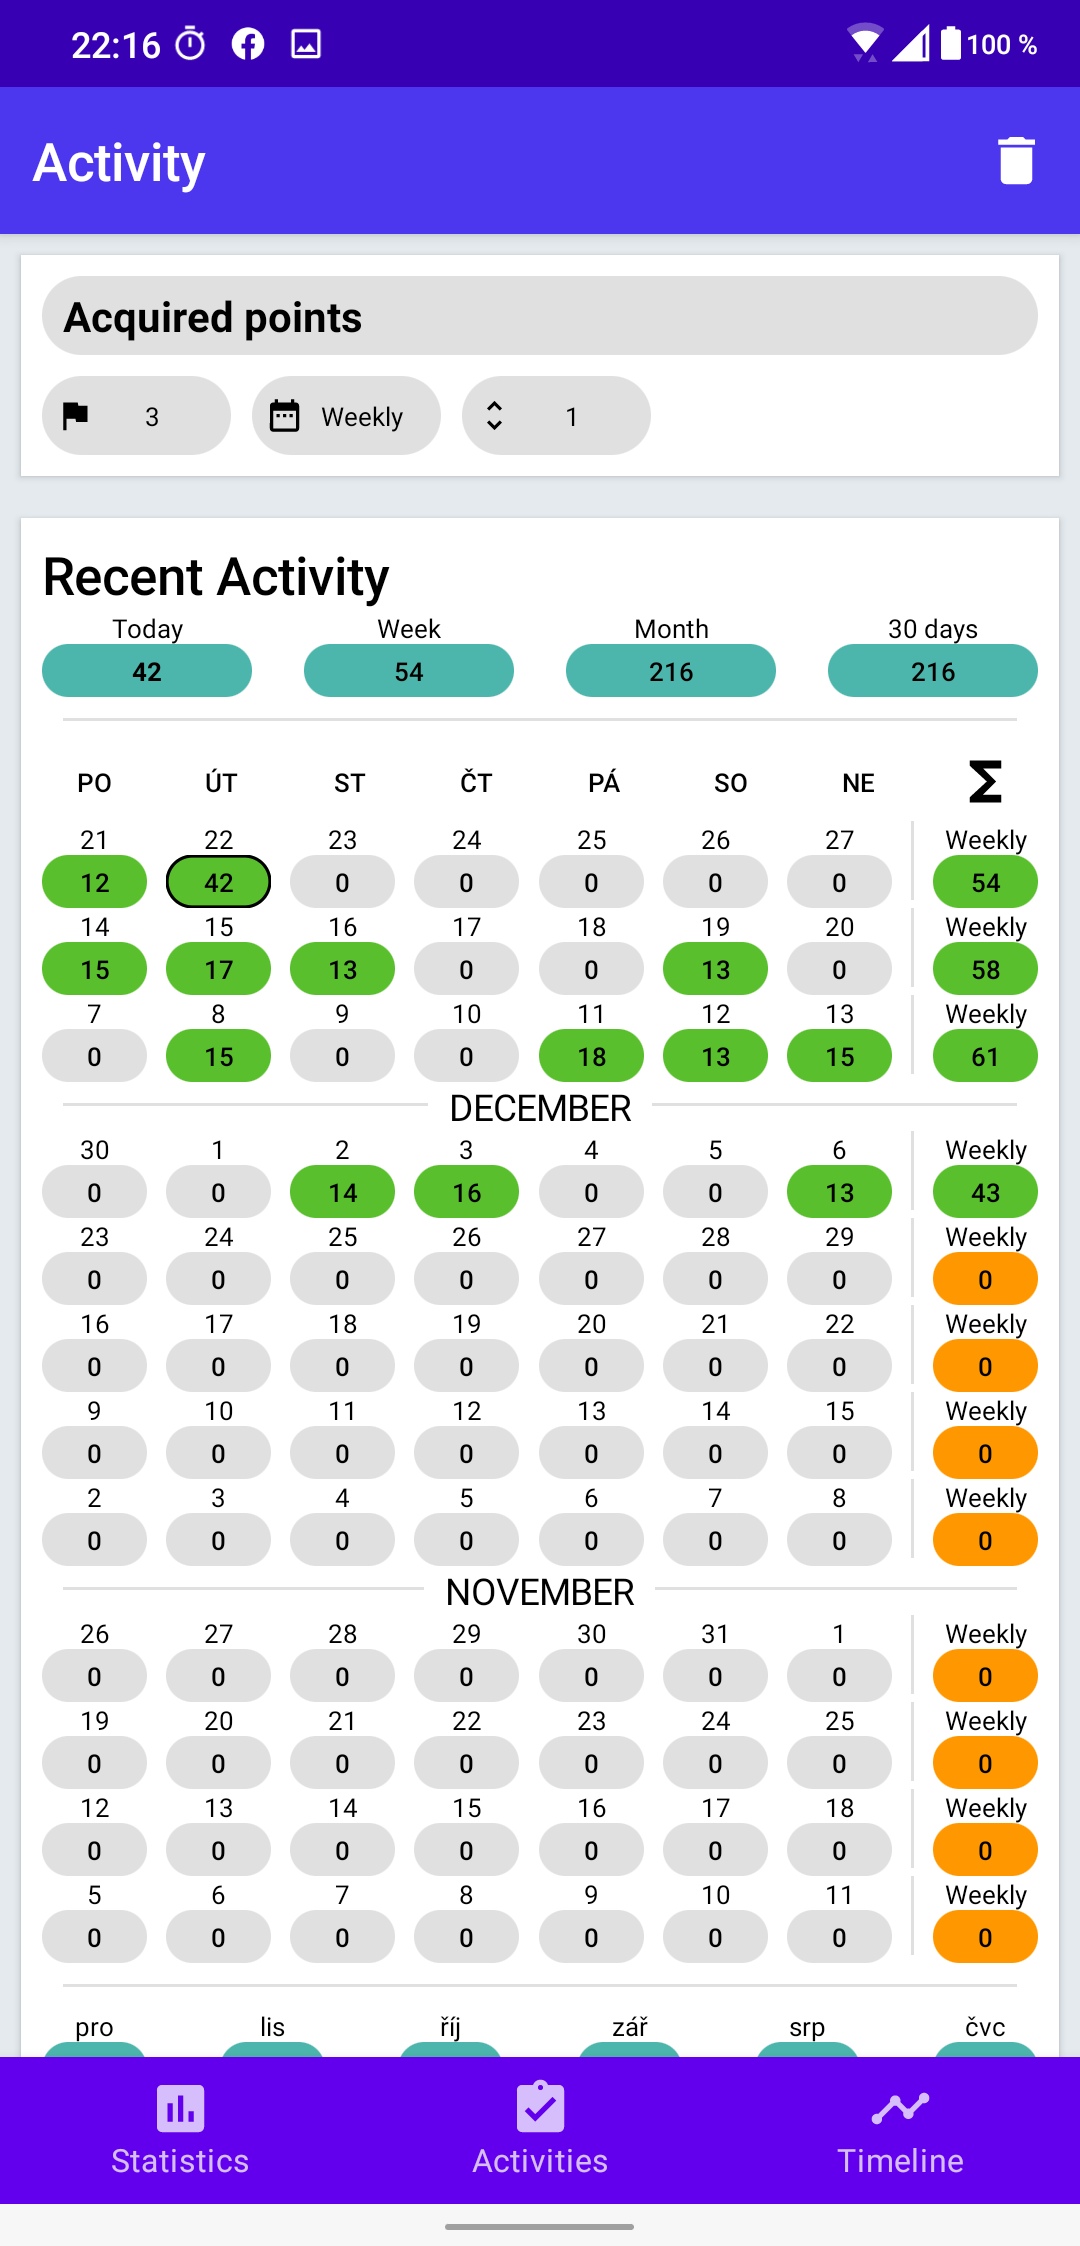 22:16 100 %
Activity
Acquired points
3 Weekly 1
Recent Activity
Today Week Month 30 days
42 54 216 216
PO ÚT ST ČT PÁ SO NE Σ
21 22 23 24 25 26 27 Weekly
12 42 0 0 0 0 0 54
14 15 16 17 18 19 20 Weekly
15 17 13 0 0 13 0 58
7 8 9 10 11 12 13 Weekly
0 15 0 0 18 13 15 61
DECEMBER
30 1 2 3 4 5 6 Weekly
0 0 14 16 0 0 13 43
23 24 25 26 27 28 29 Weekly
0 0 0 0 0 0 0 0
16 17 18 19 20 21 22 Weekly
0 0 0 0 0 0 0 0
9 10 11 12 13 14 15 Weekly
0 0 0 0 0 0 0 0
2 3 4 5 6 7 8 Weekly
0 0 0 0 0 0 0 0
NOVEMBER
26 27 28 29 30 31 1 Weekly
0 0 0 0 0 0 0 0
19 20 21 22 23 24 25 Weekly
0 0 0 0 0 0 0 0
12 13 14 15 16 17 18 Weekly
0 0 0 0 0 0 0 0
5 6 7 8 9 10 11 Weekly
0 0 0 0 0 0 0 0
pro lis říj zář srp čvc
Statistics Activities Timeline